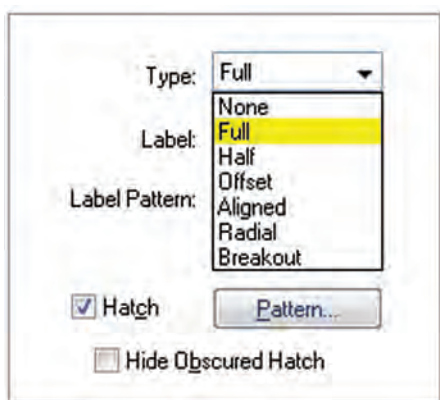 Type: Full
None
Label: Full
Half
Offset
Label Pattern: Aligned
Radial
Breakout
Hatch Pattern...
Hide Obscured Hatch